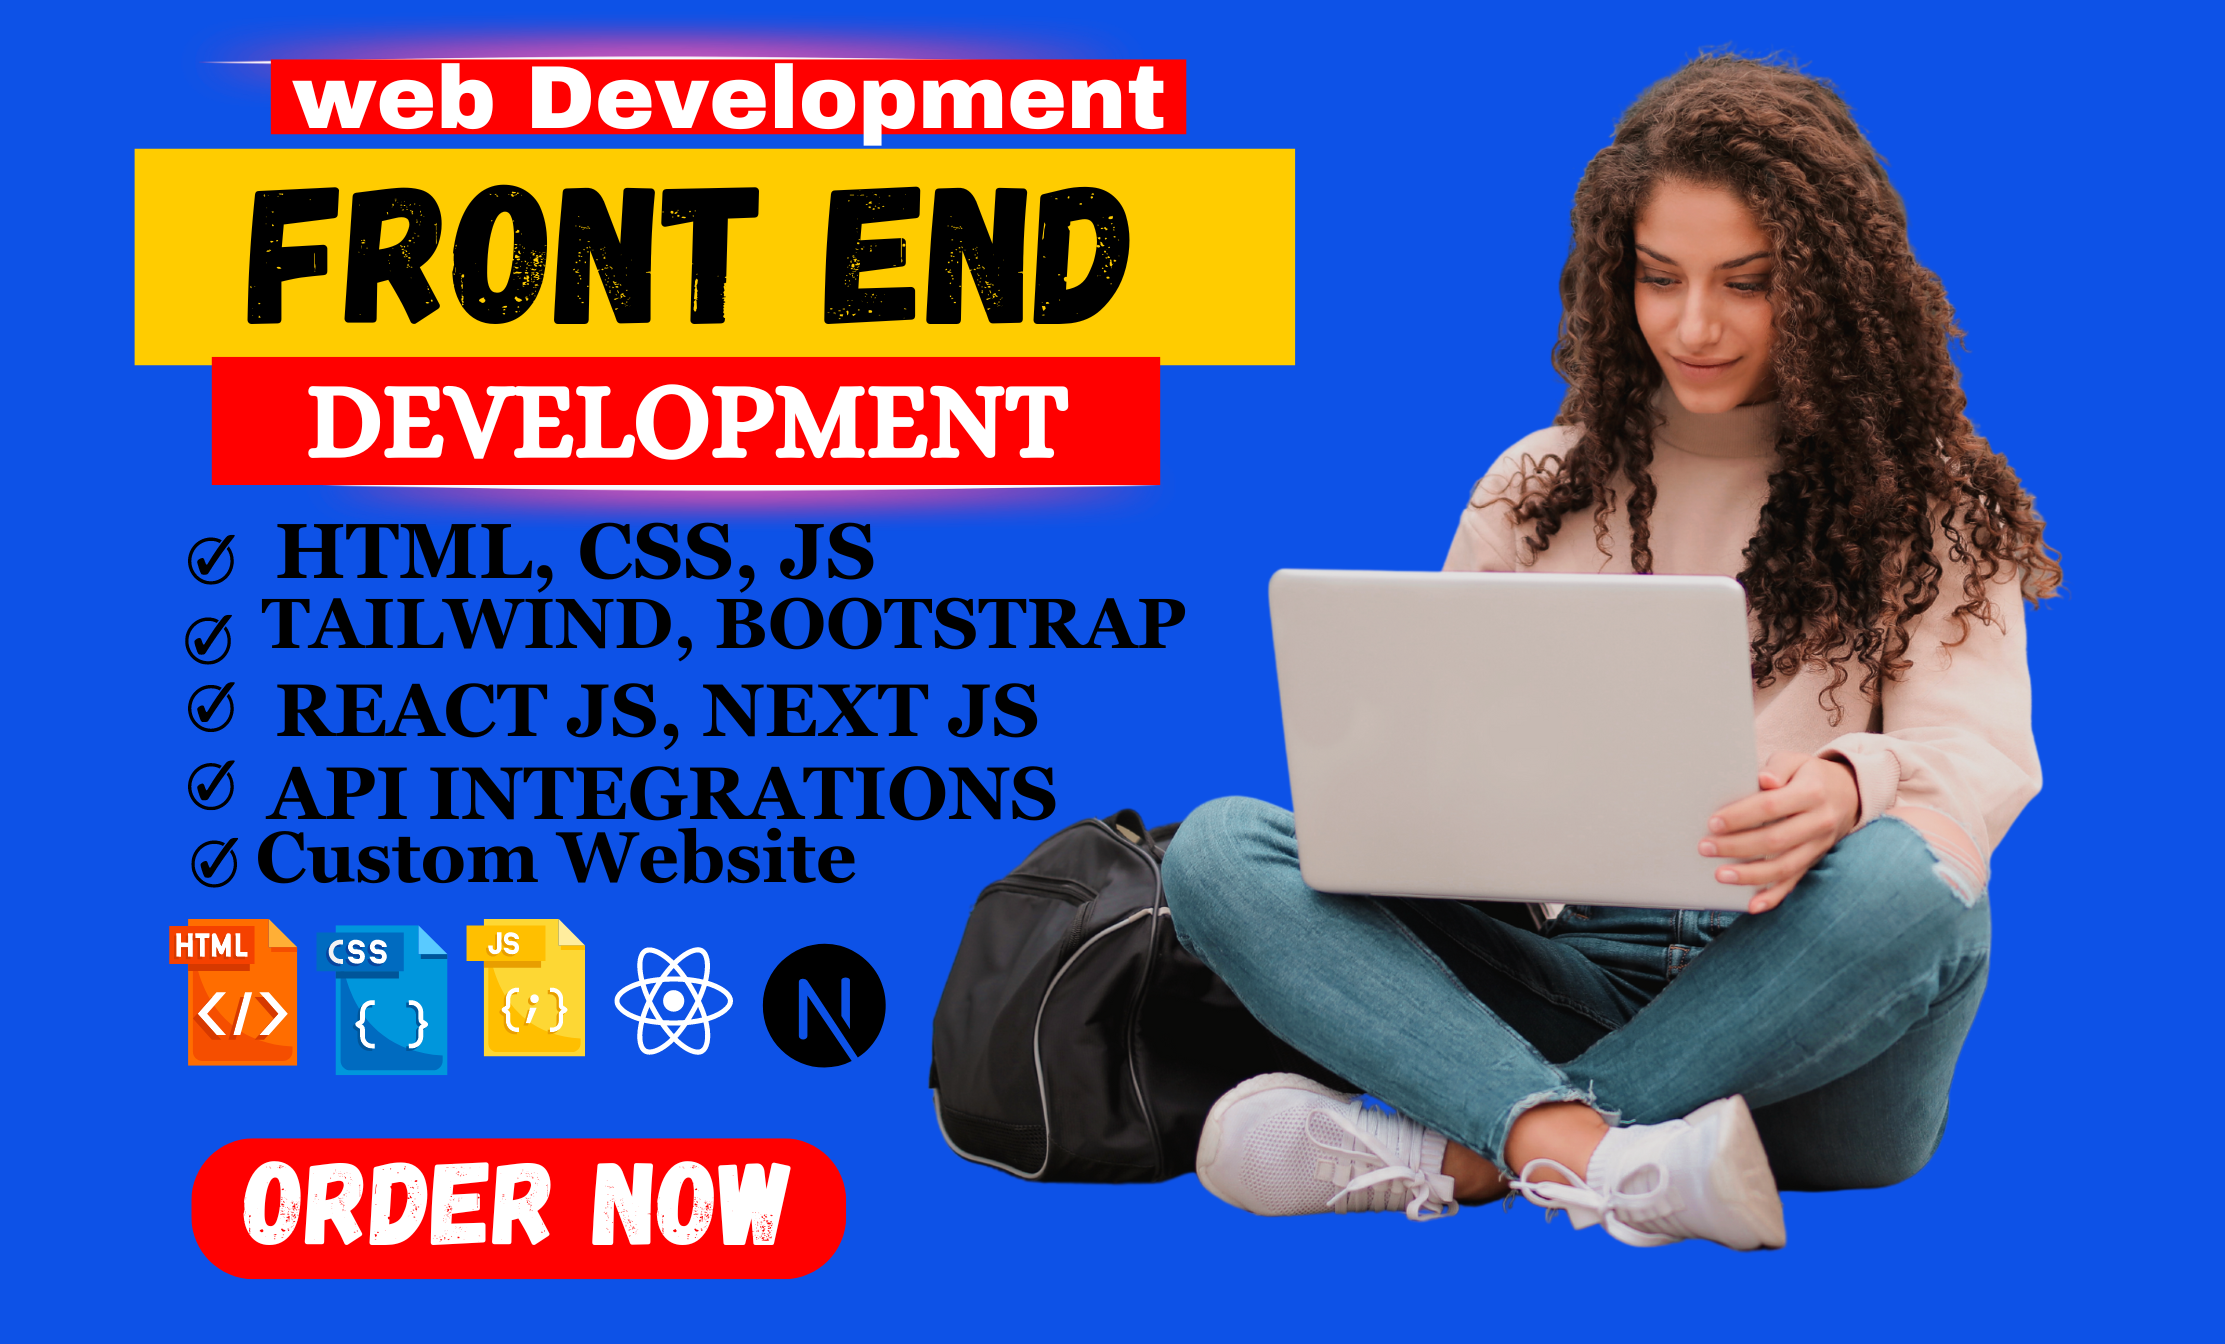 web Development
FRONT END
DEVELOPMENT
HTML, CSS, JS
TAILWIND, BOOTSTRAP
REACT JS, NEXT JS
API INTEGRATIONS
Custom Website
HTML CSS JS
</>  { }  {;}
N
ORDER NOW